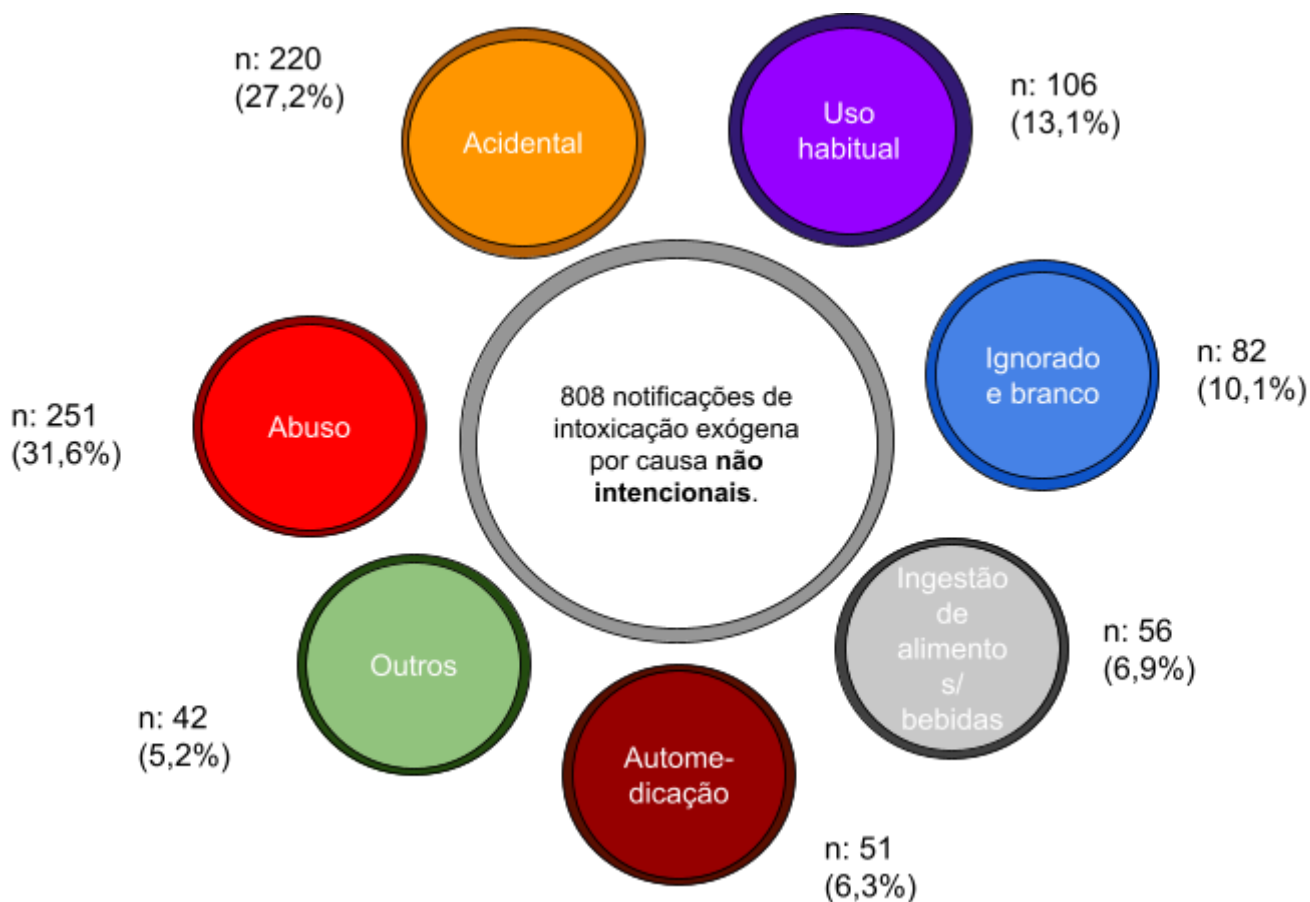 n: 220
(27,2%)
Acidental
Uso
habitual
n: 106
(13,1%)
Ignorado
e branco
n: 82
(10,1%)
808 notificações de
intoxicação exógena
por causa não
intencionais.
n: 251
(31,6%)
Abuso
Ingestão
de
alimento
s/
bebidas
n: 56
(6,9%)
Outros
n: 42
(5,2%)
Autome-
dicação
n: 51
(6,3%)